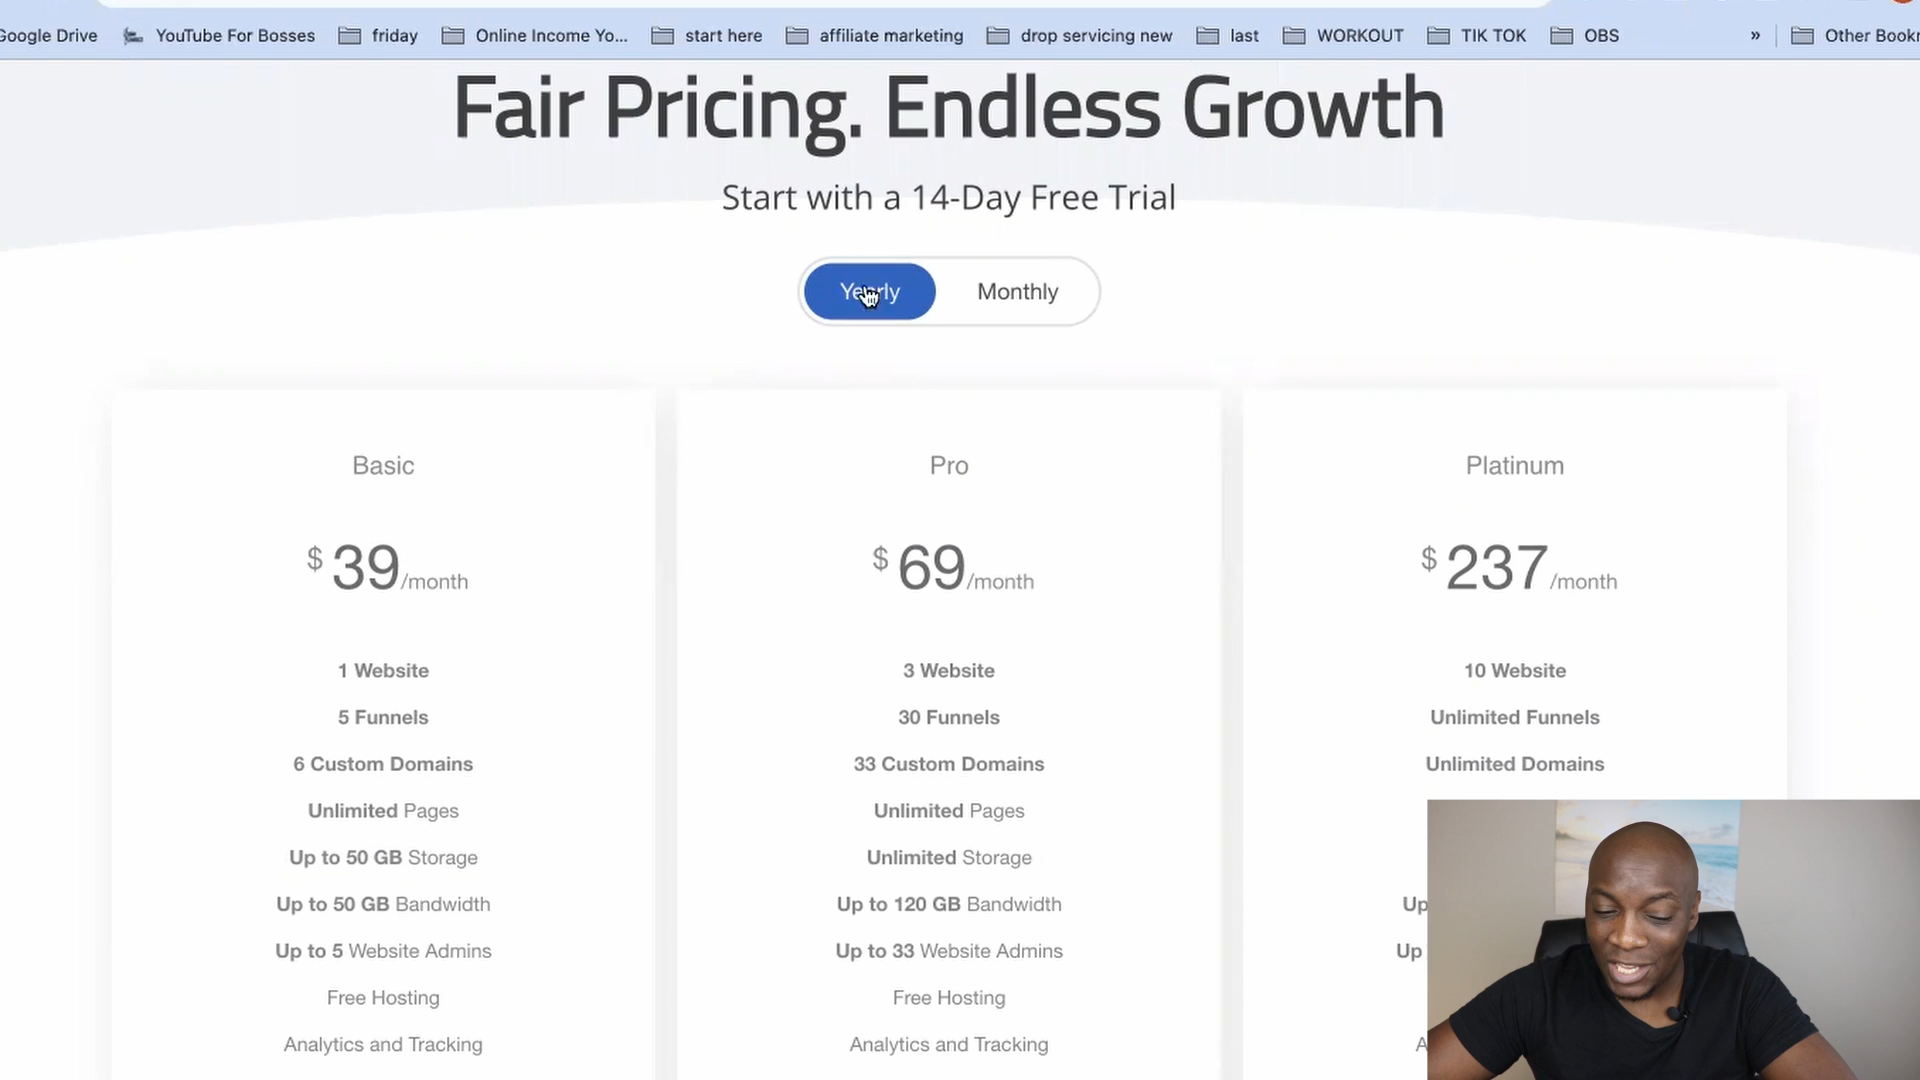 Google Drive YouTube For Bosses friday Online Income Yo... start here affiliate marketing drop servicing new last WORKOUT TIK TOK OBS » Other
Fair Pricing. Endless Growth
Start with a 14-Day Free Trial
Yearly Monthly
Basic
$39/month
1 Website
5 Funnels
6 Custom Domains
Unlimited Pages
Up to 50 GB Storage
Up to 50 GB Bandwidth
Up to 5 Website Admins
Free Hosting
Analytics and Tracking
Pro
$69/month
3 Website
30 Funnels
33 Custom Domains
Unlimited Pages
Unlimited Storage
Up to 120 GB Bandwidth
Up to 33 Website Admins
Free Hosting
Analytics and Tracking
Platinum
$237/month
10 Website
Unlimited Funnels
Unlimited Domains
Up
Up